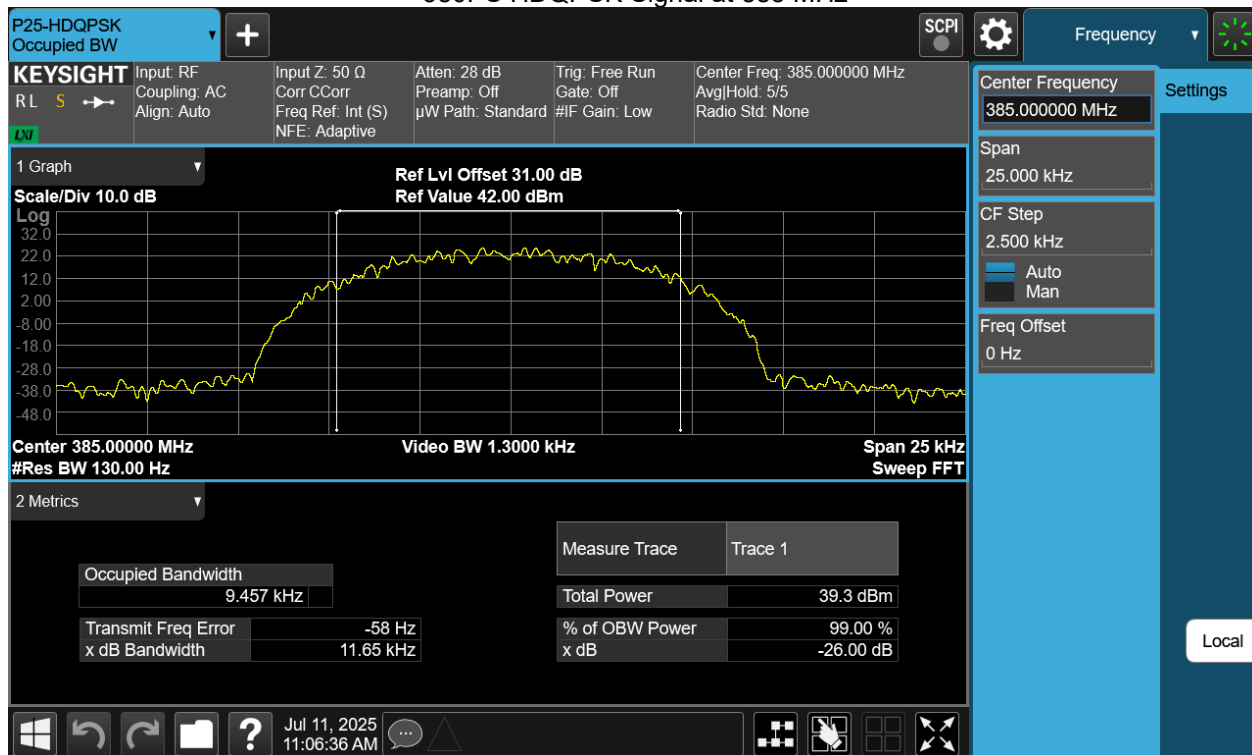 P25-HDQPSK
Occupied BW
SCPI
Frequency
KEYSIGHT
RL S
LXI
Input: RF
Coupling: AC
Align: Auto
Input Z: 50 Ω
Corr CCorr
Freq Ref: Int (S)
NFE: Adaptive
Atten: 28 dB
Preamp: Off
µW Path: Standard
Trig: Free Run
Gate: Off
#IF Gain: Low
Center Freq: 385.000000 MHz
Avg|Hold: 5/5
Radio Std: None
Center Frequency
385.000000 MHz
Settings
Span
25.000 kHz
CF Step
2.500 kHz
Auto
Man
Freq Offset
0 Hz
Local
1 Graph
Ref Lvl Offset 31.00 dB
Scale/Div 10.0 dB
Ref Value 42.00 dBm
Log
32.0
22.0
12.0
2.00
-8.00
-18.0
-28.0
-38.0
-48.0
Center 385.00000 MHz
Video BW 1.3000 kHz
Span 25 kHz
#Res BW 130.00 Hz
Sweep FFT
2 Metrics
Measure Trace
Trace 1
Occupied Bandwidth
9.457 kHz
Total Power
39.3 dBm
Transmit Freq Error
-58 Hz
% of OBW Power
99.00 %
x dB Bandwidth
11.65 kHz
x dB
-26.00 dB
?
Jul 11, 2025
11:06:36 AM